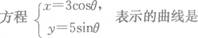 方程 { x=3cosθ,
y=5sinθ 表示的曲线是